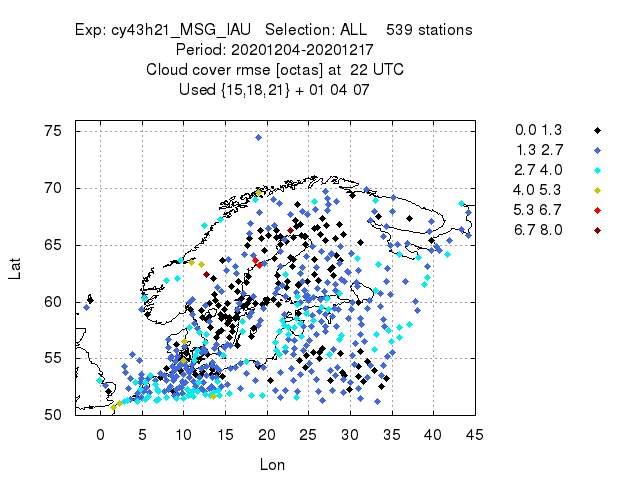 Exp: cy43h21_MSG_IAU   Selection: ALL    539 stations
Period: 20201204-20201217
Cloud cover rmse [octas] at  22 UTC
Used {15,18,21} + 01 04 07
0.0 1.3
1.3 2.7
2.7 4.0
4.0 5.3
5.3 6.7
6.7 8.0
75
70
65
60
55
50
Lat
0 5 10 15 20 25 30 35 40 45
Lon